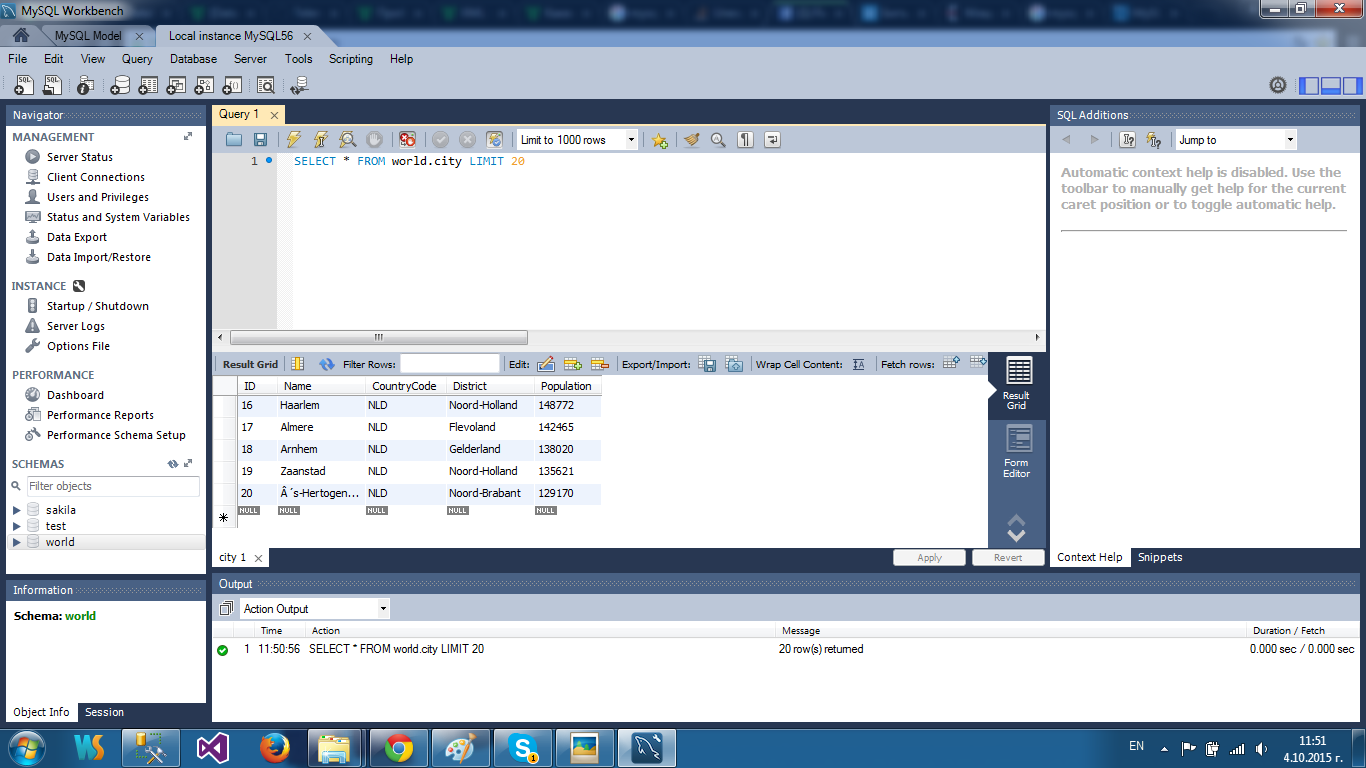 MySQL Workbench
MySQL Model
Local instance MySQL56
File Edit View Query Database Server Tools Scripting Help
Navigator
MANAGEMENT
Server Status
Client Connections
Users and Privileges
Status and System Variables
Data Export
Data Import/Restore
INSTANCE
Startup / Shutdown
Server Logs
Options File
PERFORMANCE
Dashboard
Performance Reports
Performance Schema Setup
SCHEMAS
Filter objects
sakila
test
world
Information
Schema: world
Object Info Session
Query 1
Limit to 1000 rows
1 SELECT * FROM world.city LIMIT 20
Result Grid Filter Rows: Edit: Export/Import: Wrap Cell Content: Fetch rows:
ID Name CountryCode District Population
16 Haarlem NLD Noord-Holland 148772
17 Almere NLD Flevoland 142465
18 Arnhem NLD Gelderland 138020
19 Zaanstad NLD Noord-Holland 135621
20 Â´s-Hertogen... NLD Noord-Brabant 129170
NULL NULL NULL NULL NULL
Result
Grid
Form
Editor
city 1
Apply Revert
SQL Additions
Jump to
Automatic context help is disabled. Use the
toolbar to manually get help for the current
caret position or to toggle automatic help.
Context Help Snippets
Output
Action Output
Time Action Message Duration / Fetch
1 11:50:56 SELECT * FROM world.city LIMIT 20 20 row(s) returned 0.000 sec / 0.000 sec
EN
11:51
4.10.2015 г.